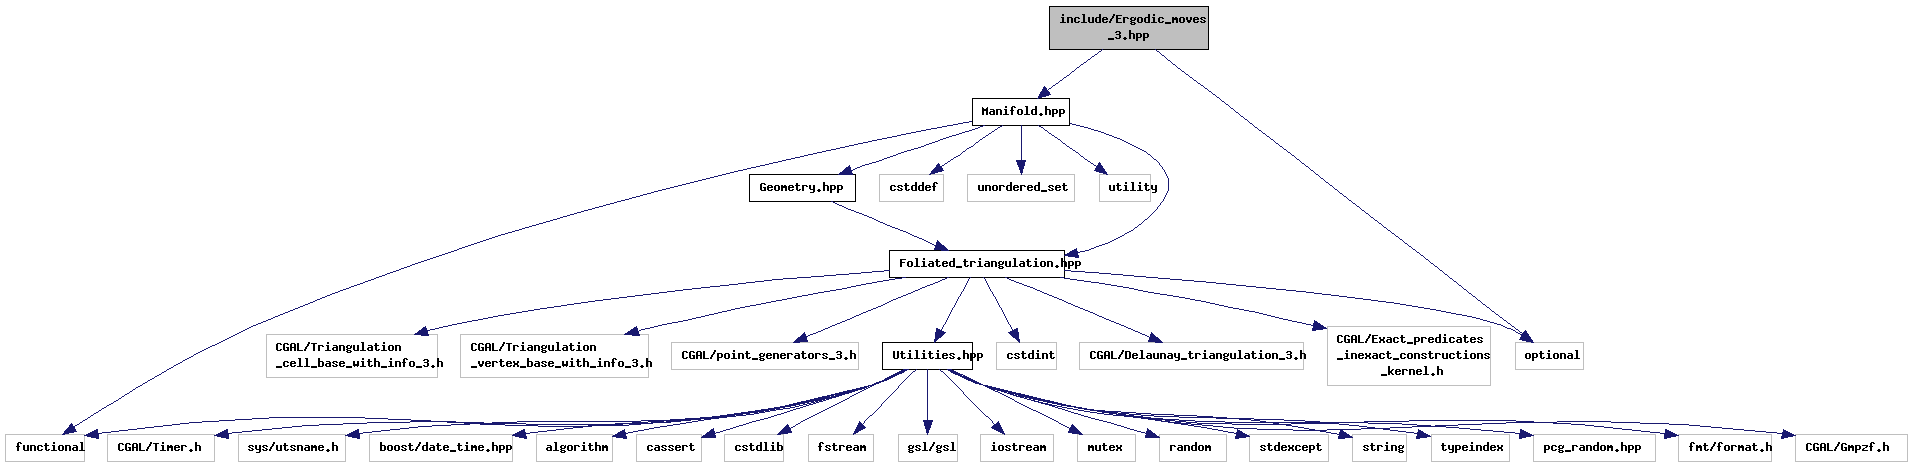 include/Ergodic_moves
_3.hpp
Manifold.hpp
Geometry.hpp
cstddef
unordered_set
utility
Foliated_triangulation.hpp
CGAL/Triangulation
_cell_base_with_info_3.h
CGAL/Triangulation
_vertex_base_with_info_3.h
CGAL/point_generators_3.h
Utilities.hpp
cstdint
CGAL/Delaunay_triangulation_3.h
CGAL/Exact_predicates
_inexact_constructions
_kernel.h
optional
functional
CGAL/Timer.h
sys/utsname.h
boost/date_time.hpp
algorithm
cassert
cstdlib
fstream
gsl/gsl
iostream
mutex
random
stdexcept
string
typeindex
pcg_random.hpp
fmt/format.h
CGAL/Gmpzf.h